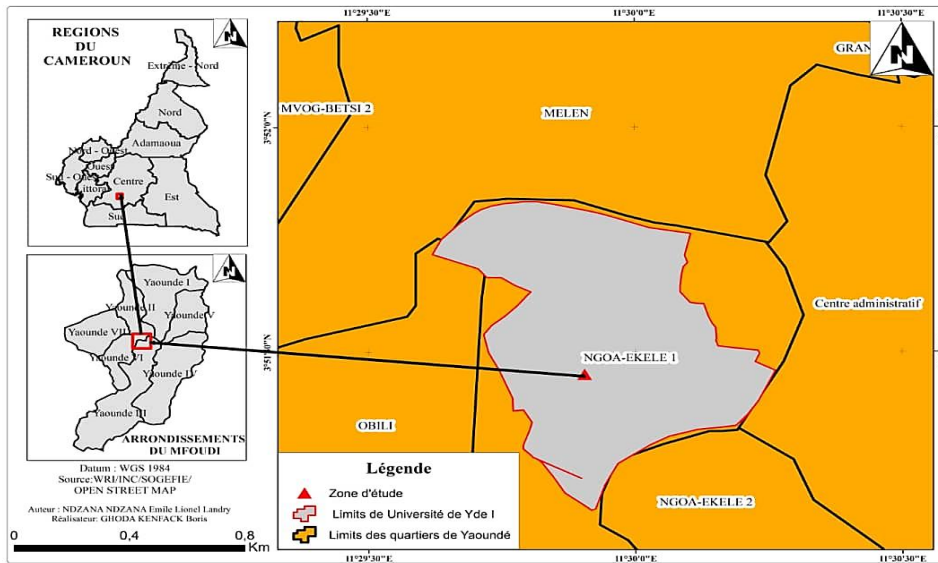 REGIONS
DU
CAMEROUN
N
Extrême - Nord
Nord
Adamaoua
Nord - Ouest
Ouest
Sud - Ouest
Littoral
Centre
Est
Sud
N
Yaounde I
Yaounde II
Yaounde V
Yaounde VII
Yaounde VI
Yaounde IV
Yaounde III
ARRONDISSEMENTS
DU MFOUDI
Datum : WGS 1984
Source:WRI/INC/SOGEFIE/
OPEN STREET MAP
Auteur : NDZANA NDZANA Emile Lionel Landry
Réalisateur: GHODA KENFACK Boris
0 0,4 0,8
Km
11°29'30"E 11°30'0"E 11°30'30"E
N
GRAN
MVOG-BETSI 2
MELEN
3°52'0"N
Centre administratif
3°51'30"N
NGOA-EKELE 1
OBILI
NGOA-EKELE 2
Légende
Zone d'étude
Limits de Université de Yde I
Limits des quartiers de Yaoundé
11°29'30"E 11°30'0"E 11°30'30"E